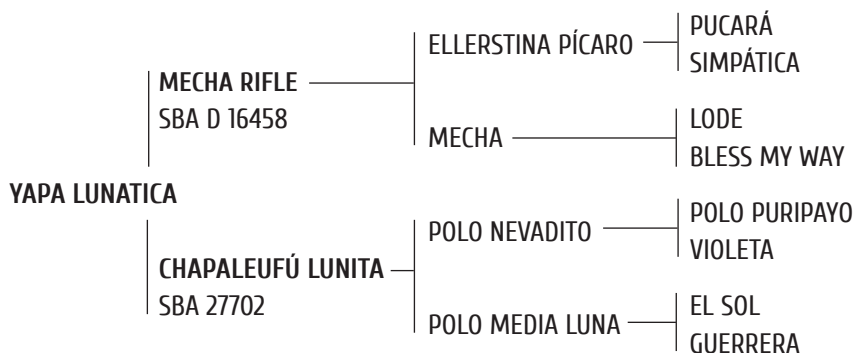 YAPA LUNATICA
MECHA RIFLE
SBA D 16458
CHAPALEUFÚ LUNITA
SBA 27702
ELLERSTINA PÍCARO
MECHA
POLO NEVADITO
POLO MEDIA LUNA
PUCARÁ
SIMPÁTICA
LODE
BLESS MY WAY
POLO PURIPAYO
VIOLETA
EL SOL
GUERRERA